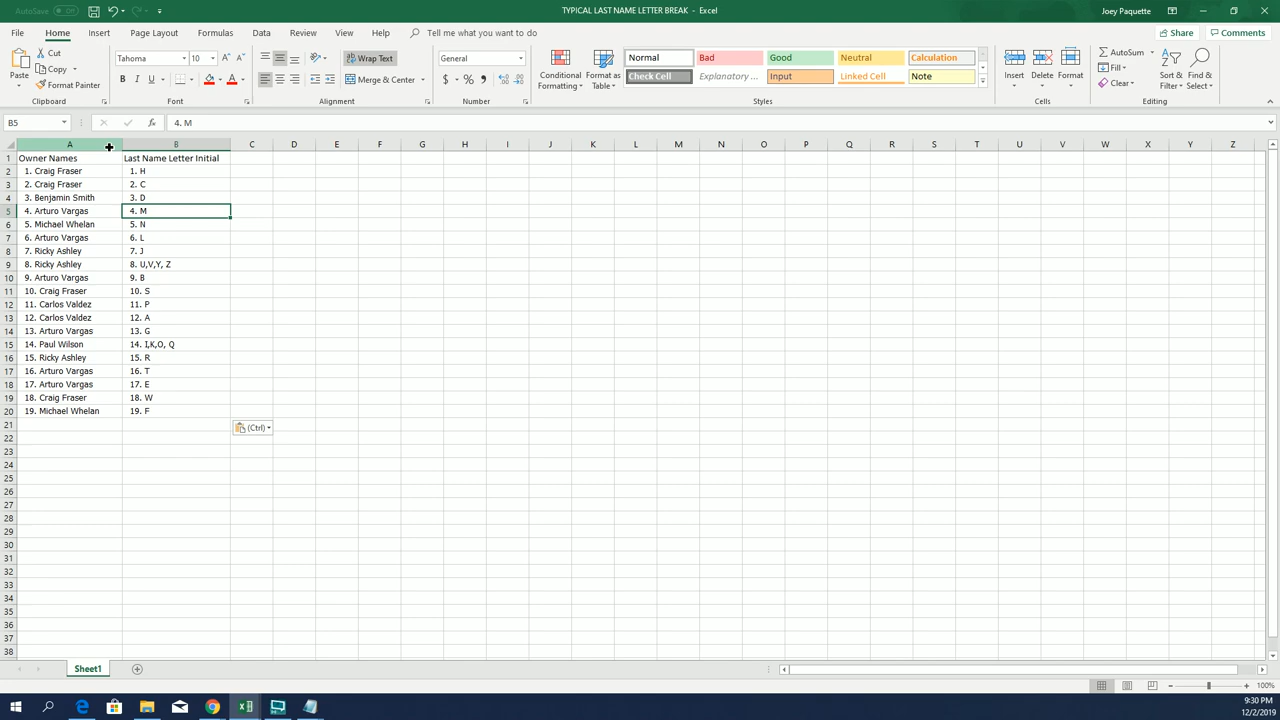 AutoSave Off TYPICAL LAST NAME LETTER BREAK - Excel Joey Paquette
File Home Insert Page Layout Formulas Data Review View Help Tell me what you want to do Share Comments
Paste Cut Copy Format Painter Clipboard
Tahoma 10 B I U A A A Font
Wrap Text Merge & Center Alignment
General $ % , Number
Conditional Formatting Format as Table
Normal Bad Good Neutral Calculation
Check Cell Explanatory ... Input Linked Cell Note
Styles
Insert Delete Format Cells
AutoSum Fill Clear Sort & Filter Find & Select Editing
B5 fx 4. M
A B C D E F G H I J K L M N O P Q R S T U V W X Y Z
1 Owner Names Last Name Letter Initial
2 1. Craig Fraser 1. H
3 2. Craig Fraser 2. C
4 3. Benjamin Smith 3. D
5 4. Arturo Vargas 4. M
6 5. Michael Whelan 5. N
7 6. Arturo Vargas 6. L
8 7. Ricky Ashley 7. J
9 8. Ricky Ashley 8. U,V,Y, Z
10 9. Arturo Vargas 9. B
11 10. Craig Fraser 10. S
12 11. Carlos Valdez 11. P
13 12. Carlos Valdez 12. A
14 13. Arturo Vargas 13. G
15 14. Paul Wilson 14. I,K,O, Q
16 15. Ricky Ashley 15. R
17 16. Arturo Vargas 16. T
18 17. Arturo Vargas 17. E
19 18. Craig Fraser 18. W
20 19. Michael Whelan 19. F
21 (Ctrl)
22
23
24
25
26
27
28
29
30
31
32
33
34
35
36
37
38
Sheet1
100%
9:30 PM
12/2/2019